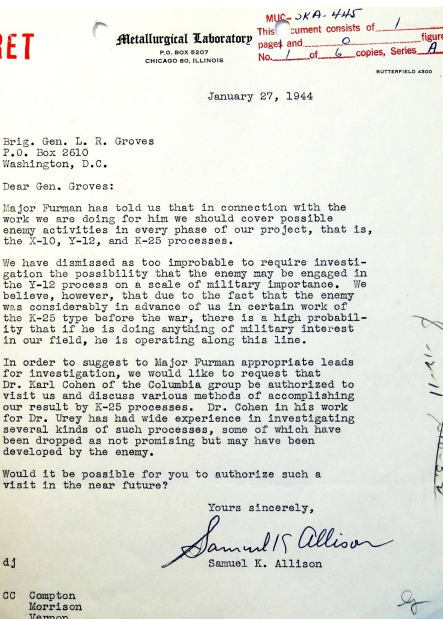 MUC-SKA-445
RET
Metallurgical Laboratory
This document consists of 1
P.O. BOX 5207
pages and 0 figure
CHICAGO 80, ILLINOIS
No. 1 of 6 copies, Series A
BUTTERFIELD 4300
January 27, 1944
Brig. Gen. L. R. Groves
P.O. Box 2610
Washington, D.C.
Dear Gen. Groves:
Major Furman has told us that in connection with the
work we are doing for him we should cover possible
enemy activities in every phase of our project, that is,
the X-10, Y-12, and K-25 processes.
We have dismissed as too improbable to require investi-
gation the possibility that the enemy may be engaged in
the Y-12 process on a scale of military importance. We
believe, however, that due to the fact that the enemy
was considerably in advance of us in certain work of
the K-25 type before the war, there is a high probabil-
ity that if he is doing anything of military interest
in our field, he is operating along this line.
In order to suggest to Major Furman appropriate leads
for investigation, we would like to request that
Dr. Karl Cohen of the Columbia group be authorized to
visit us and discuss various methods of accomplishing
our result by K-25 processes. Dr. Cohen in his work
for Dr. Urey has had wide experience in investigating
several kinds of such processes, some of which have
been dropped as not promising but may have been
developed by the enemy.
Would it be possible for you to authorize such a
visit in the near future?
Yours sincerely,
Samuel K Allison
dj
Samuel K. Allison
CC Compton
Morrison
Vernon